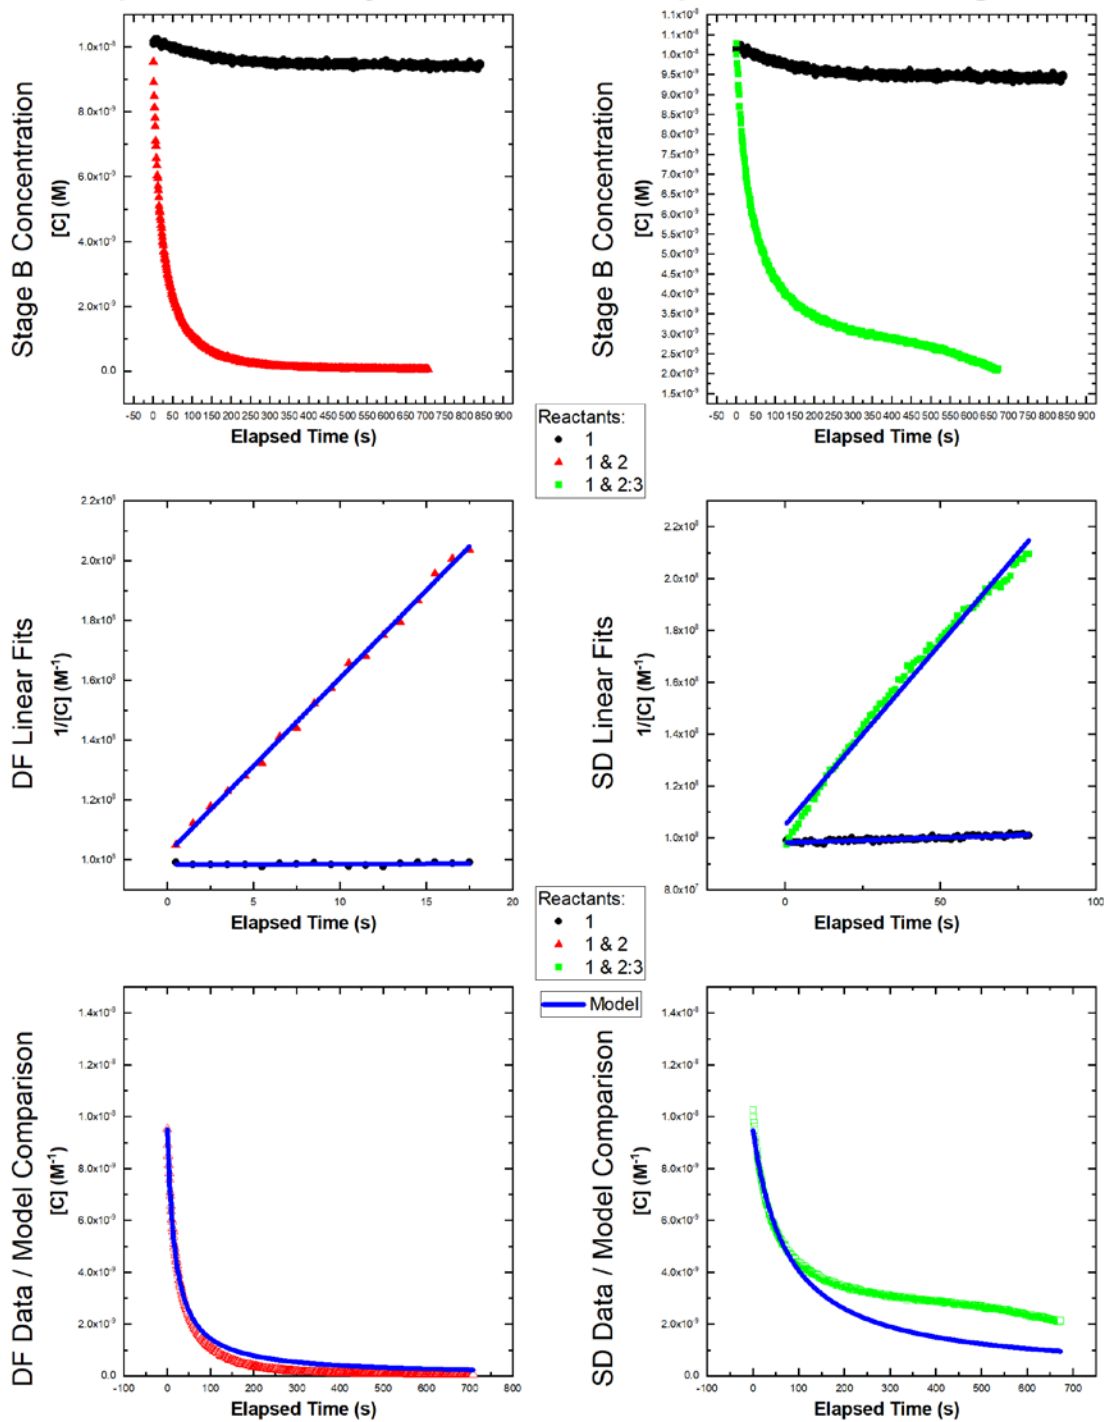 Stage B Concentration
[C] (M)
1.0x10⁻⁸
8.0x10⁻⁹
6.0x10⁻⁹
4.0x10⁻⁹
2.0x10⁻⁹
0.0
-50 0 50 100 150 200 250 300 350 400 450 500 550 600 650 700 750 800 850 900
Elapsed Time (s)
Stage B Concentration
[C] (M)
1.1x10⁻⁸
1.0x10⁻⁸
1.0x10⁻⁸
9.5x10⁻⁹
9.0x10⁻⁹
8.5x10⁻⁹
8.0x10⁻⁹
7.5x10⁻⁹
7.0x10⁻⁹
6.5x10⁻⁹
6.0x10⁻⁹
5.5x10⁻⁹
5.0x10⁻⁹
4.5x10⁻⁹
4.0x10⁻⁹
3.5x10⁻⁹
3.0x10⁻⁹
2.5x10⁻⁹
2.0x10⁻⁹
1.5x10⁻⁹
-50 0 50 100 150 200 250 300 350 400 450 500 550 600 650 700 750 800 850 900
Elapsed Time (s)
Reactants:
1
1 & 2
1 & 2:3
DF Linear Fits
1/[C] (M⁻¹)
2.2x10⁸
2.0x10⁸
1.8x10⁸
1.6x10⁸
1.4x10⁸
1.2x10⁸
1.0x10⁸
0 5 10 15 20
Elapsed Time (s)
SD Linear Fits
1/[C] (M⁻¹)
2.2x10⁸
2.0x10⁸
1.8x10⁸
1.6x10⁸
1.4x10⁸
1.2x10⁸
1.0x10⁸
8.0x10⁷
0 50 100
Elapsed Time (s)
Reactants:
1
1 & 2
1 & 2:3
Model
DF Data / Model Comparison
[C] (M⁻¹)
1.4x10⁻⁸
1.2x10⁻⁸
1.0x10⁻⁸
8.0x10⁻⁹
6.0x10⁻⁹
4.0x10⁻⁹
2.0x10⁻⁹
0.0
-100 0 100 200 300 400 500 600 700 800
Elapsed Time (s)
SD Data / Model Comparison
[C] (M⁻¹)
1.4x10⁻⁸
1.2x10⁻⁸
1.0x10⁻⁸
8.0x10⁻⁹
6.0x10⁻⁹
4.0x10⁻⁹
2.0x10⁻⁹
0.0
-100 0 100 200 300 400 500 600 700
Elapsed Time (s)